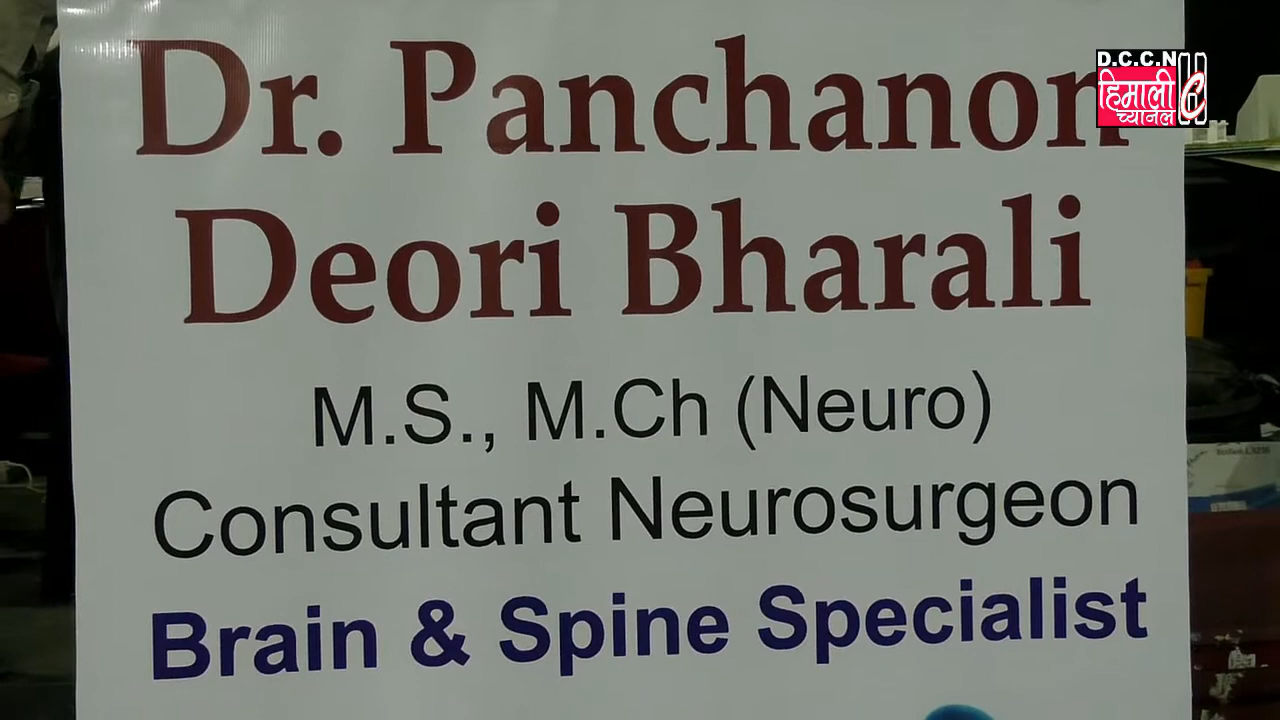 Dr. Panchanon
Deori Bharali
M.S., M.Ch (Neuro)
Consultant Neurosurgeon
Brain & Spine Specialist
D.C.C.N
हिमाली
च्यानल